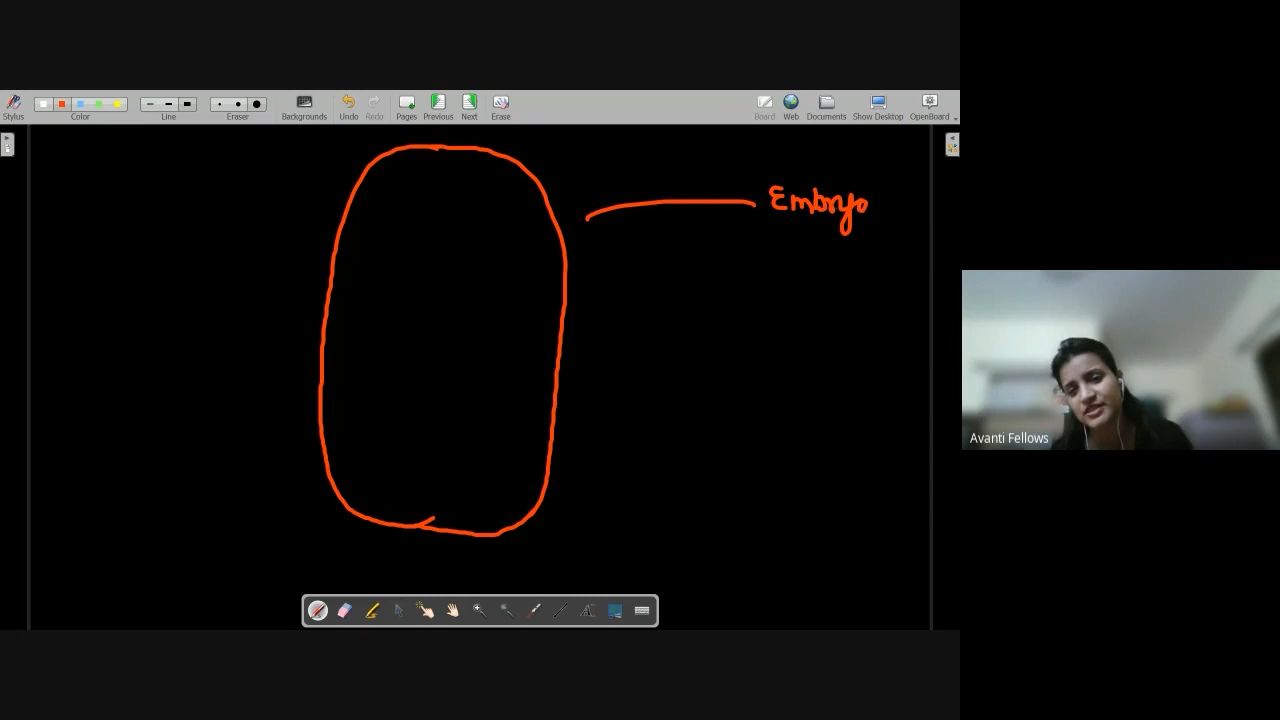 Stylus Color Line Eraser Backgrounds Undo Redo Pages Previous Next Erase Board Web Documents Show Desktop OpenBoard
Embryo
Avanti Fellows